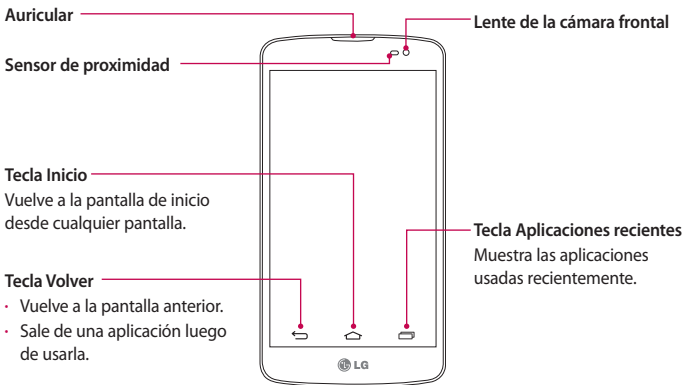 Auricular
Sensor de proximidad
Tecla Inicio
Vuelve a la pantalla de inicio
desde cualquier pantalla.
Tecla Volver
· Vuelve a la pantalla anterior.
· Sale de una aplicación luego
de usarla.
Lente de la cámara frontal
Tecla Aplicaciones recientes
Muestra las aplicaciones
usadas recientemente.
LG